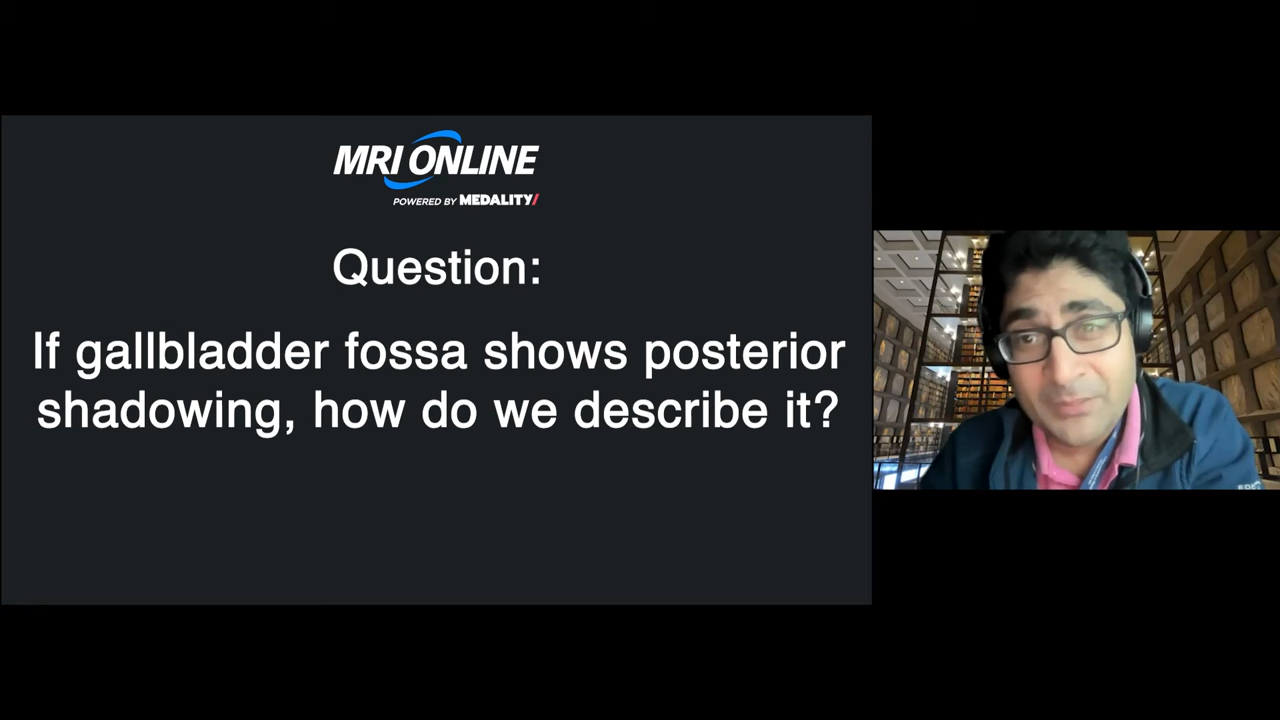 MRI ONLINE
POWERED BY MEDALITY/
Question:
If gallbladder fossa shows posterior
shadowing, how do we describe it?